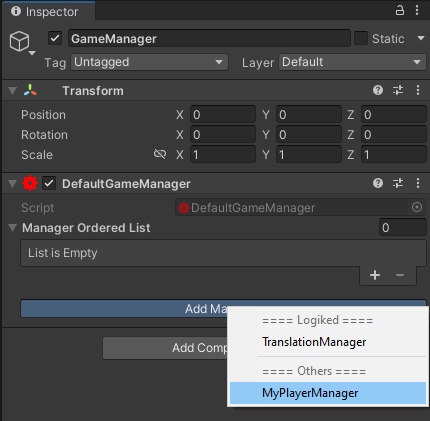 Inspector
GameManager
Static
Tag Untagged Layer Default
Transform
Position X 0 Y 0 Z 0
Rotation X 0 Y 0 Z 0
Scale X 1 Y 1 Z 1
DefaultGameManager
Script DefaultGameManager
Manager Ordered List 0
List is Empty
+ −
Add Ma
==== Logiked ====
TranslationManager
Add Comp
==== Others ====
MyPlayerManager